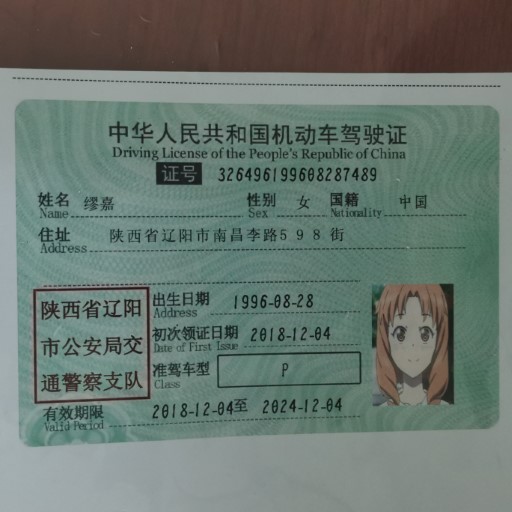 中华人民共和国机动车驾驶证
Driving License of the People's Republic of China
证号 326496199608287489
姓名 缪嘉 性别 女 国籍 中国
Name Sex Nationality
住址 陕西省辽阳市南昌李路598街
Address
陕西省辽阳
市公安局交
通警察支队
出生日期 1996-08-28
Address
初次领证日期 2018-12-04
Date of First Issue
准驾车型 P
Class
有效期限 2018-12-04至 2024-12-04
Valid Period